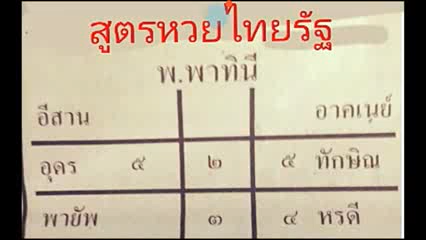 สูตรหวยไทยรัฐ
พ.พาทินี
อีสาน อาคเนย์
อุดร ๕ ๒ ๕ ทักษิณ
พายัพ ๓ ๔ หรดี